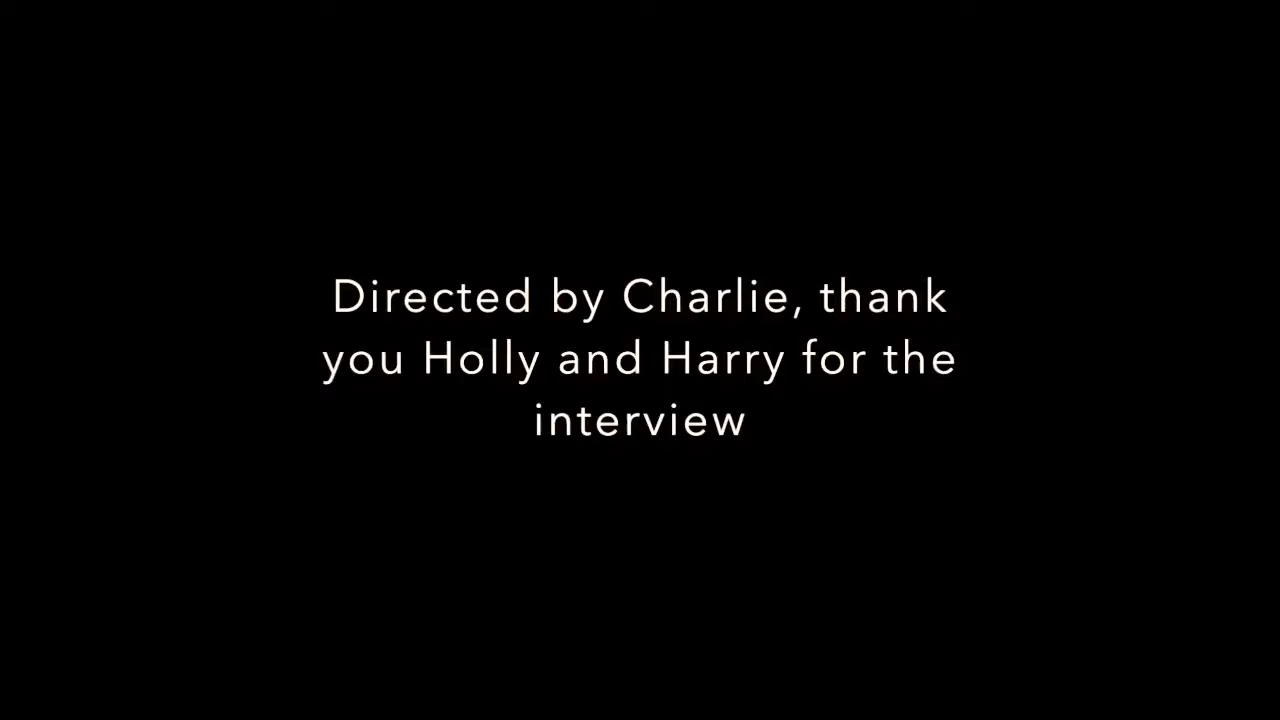 Directed by Charlie, thank
you Holly and Harry for the
interview